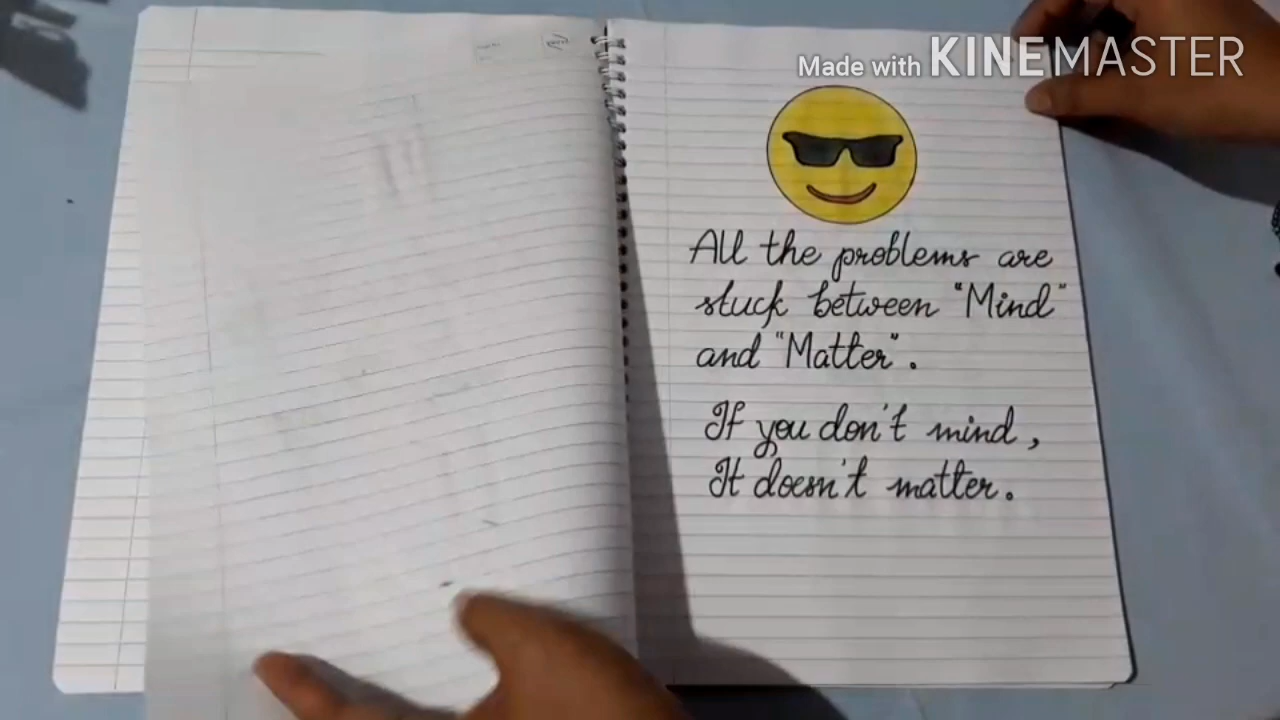 Made with KINEMASTER
All the problems are
stuck between "Mind"
and "Matter".
If you don't mind,
It doesn't matter.